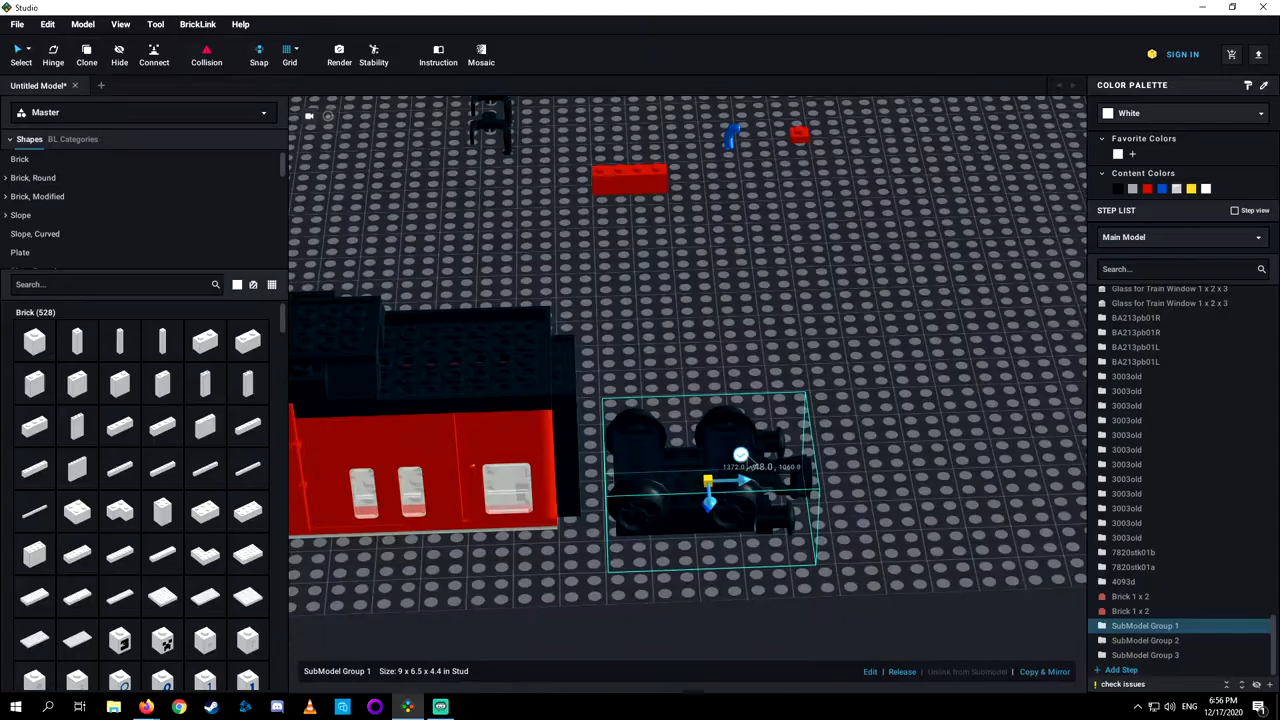 Studio
File Edit Model View Tool BrickLink Help
Select Hinge Clone Hide Connect Collision Snap Grid Render Stability Instruction Mosaic
SIGN IN
Untitled Model*
Master
Shapes BL Categories
Brick
Brick, Round
Brick, Modified
Slope
Slope, Curved
Plate
Search...
Brick (528)
1372.0, -48.0, 1060.0
SubModel Group 1 Size: 9 x 6.5 x 4.4 in Stud
Edit | Release | Unlink from Submodel | Copy & Mirror
COLOR PALETTE
White
Favorite Colors
Content Colors
STEP LIST
Step view
Main Model
Search...
Glass for Train Window 1 x 2 x 3
Glass for Train Window 1 x 2 x 3
BA213pb01R
BA213pb01R
BA213pb01L
BA213pb01L
3003old
3003old
3003old
3003old
3003old
3003old
3003old
3003old
3003old
3003old
3003old
3003old
7820stk01b
7820stk01a
4093d
Brick 1 x 2
Brick 1 x 2
SubModel Group 1
SubModel Group 2
SubModel Group 3
+ Add Step
check issues
ENG
6:56 PM
12/17/2020